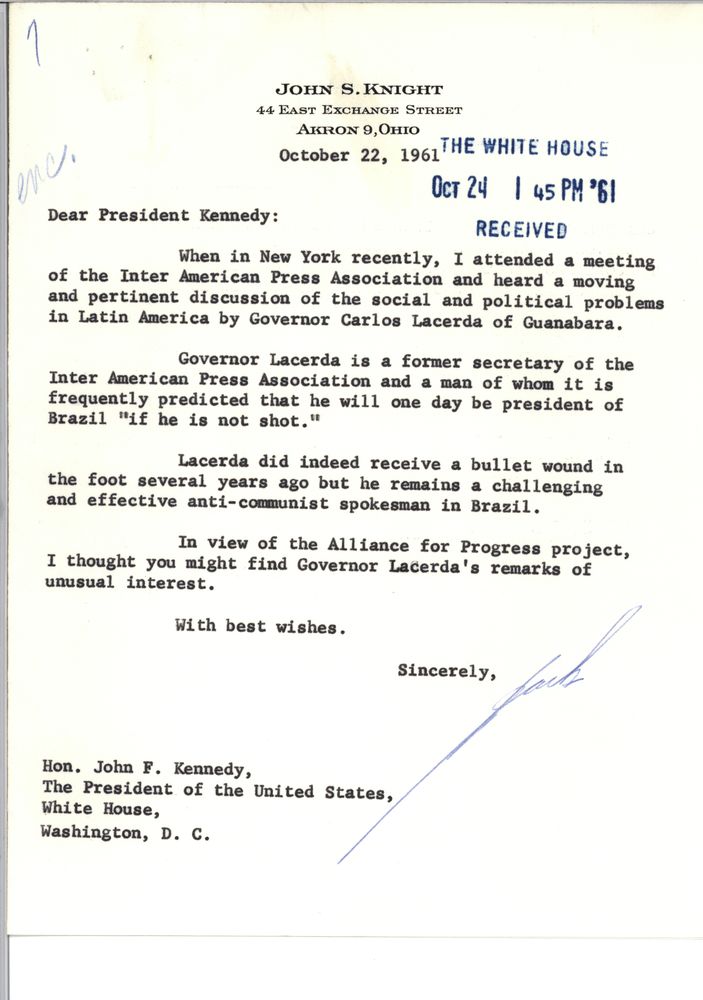 JOHN S. KNIGHT
44 EAST EXCHANGE STREET
AKRON 9, OHIO
October 22, 1961
THE WHITE HOUSE
OCT 24 1 45 PM '61
RECEIVED
enc.
Dear President Kennedy:
When in New York recently, I attended a meeting
of the Inter American Press Association and heard a moving
and pertinent discussion of the social and political problems
in Latin America by Governor Carlos Lacerda of Guanabara.
Governor Lacerda is a former secretary of the
Inter American Press Association and a man of whom it is
frequently predicted that he will one day be president of
Brazil "if he is not shot."
Lacerda did indeed receive a bullet wound in
the foot several years ago but he remains a challenging
and effective anti-communist spokesman in Brazil.
In view of the Alliance for Progress project,
I thought you might find Governor Lacerda's remarks of
unusual interest.
With best wishes.
Sincerely,
Jack
Hon. John F. Kennedy,
The President of the United States,
White House,
Washington, D. C.